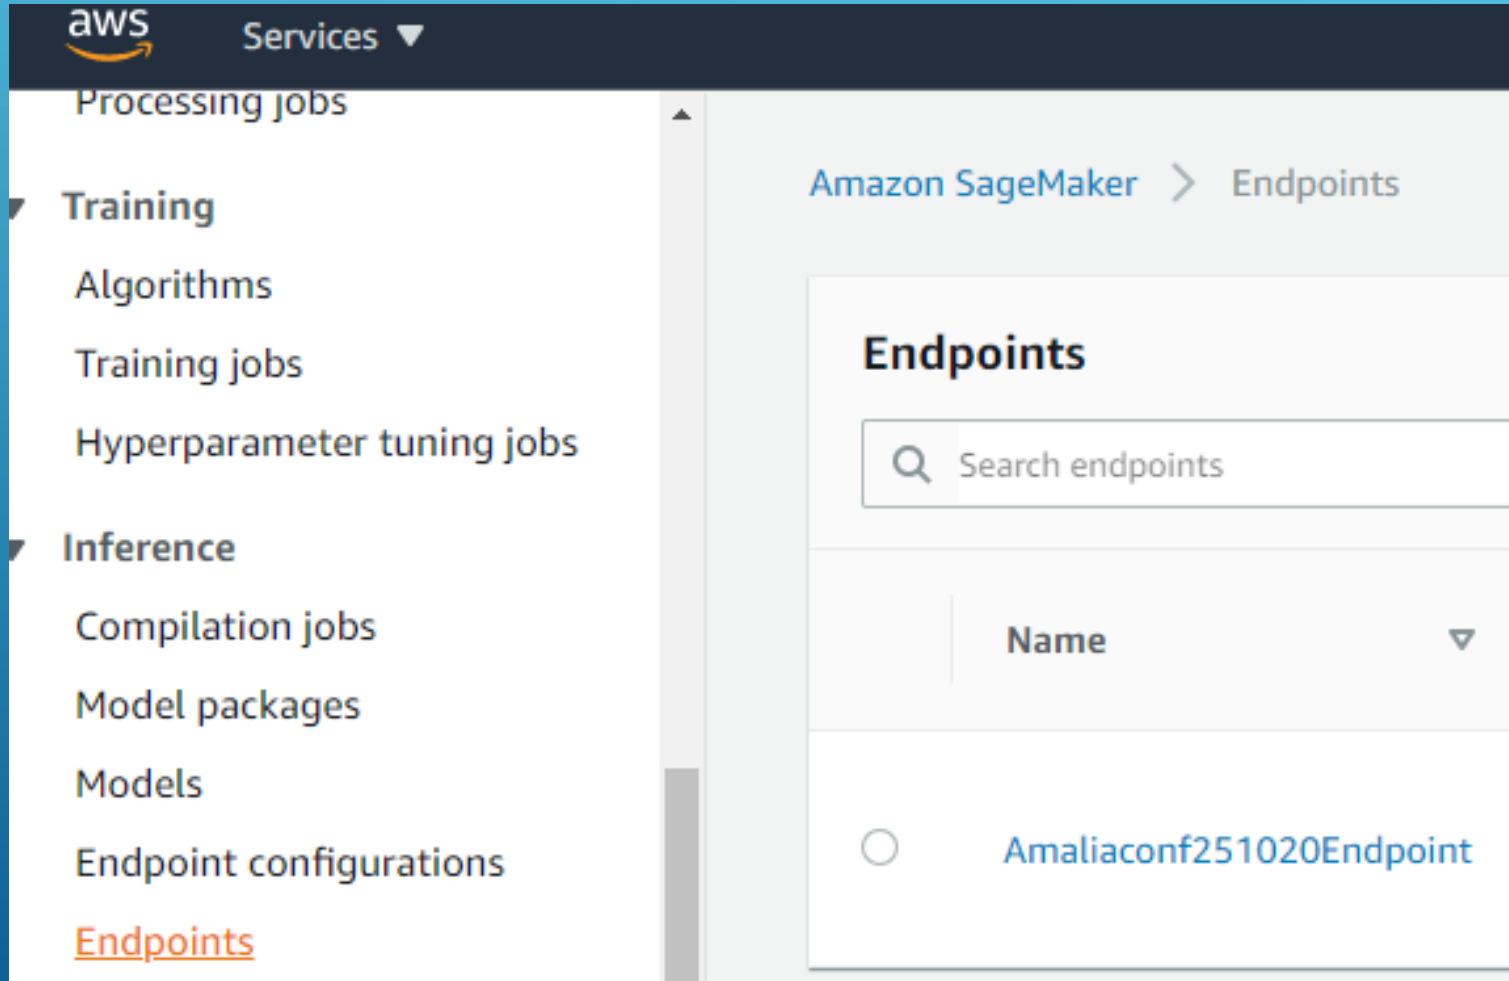 aws
Services
Processing jobs
Training
Algorithms
Training jobs
Hyperparameter tuning jobs
Inference
Compilation jobs
Model packages
Models
Endpoint configurations
Endpoints
Amazon SageMaker > Endpoints
Endpoints
Search endpoints
Name
Amaliaconf251020Endpoint